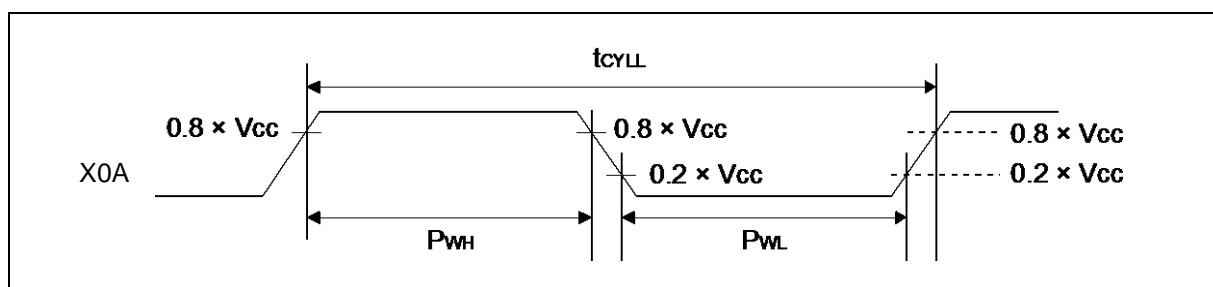 tCYLL
0.8 × Vcc
0.8 × Vcc
0.8 × Vcc
X0A
0.2 × Vcc
0.2 × Vcc
PWH
PWL